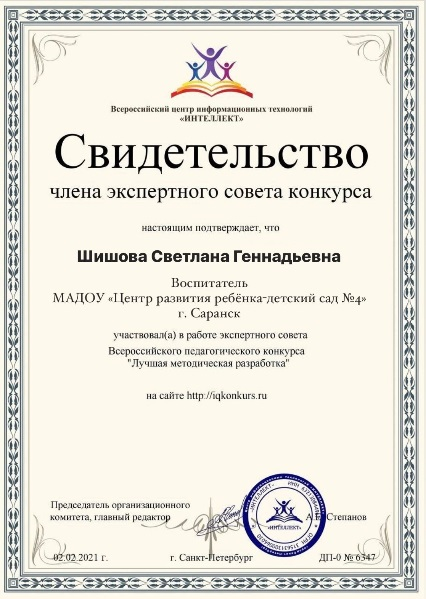 Всероссийский центр информационных технологий
«ИНТЕЛЛЕКТ»
Свидетельство
члена экспертного совета конкурса
настоящим подтверждает, что
Шишова Светлана Геннадьевна
Воспитатель
МАДОУ «Центр развития ребёнка-детский сад №4»
г. Саранск
участвовал(а) в работе экспертного совета
Всероссийского педагогического конкурса
"Лучшая методическая разработка"
на сайте http://iqkonkurs.ru
Председатель организационного
комитета, главный редактор
Степанов
«ИНТЕЛЛЕКТ»
02.02.2021 г.
г. Санкт-Петербург
ДП-0 № 6347